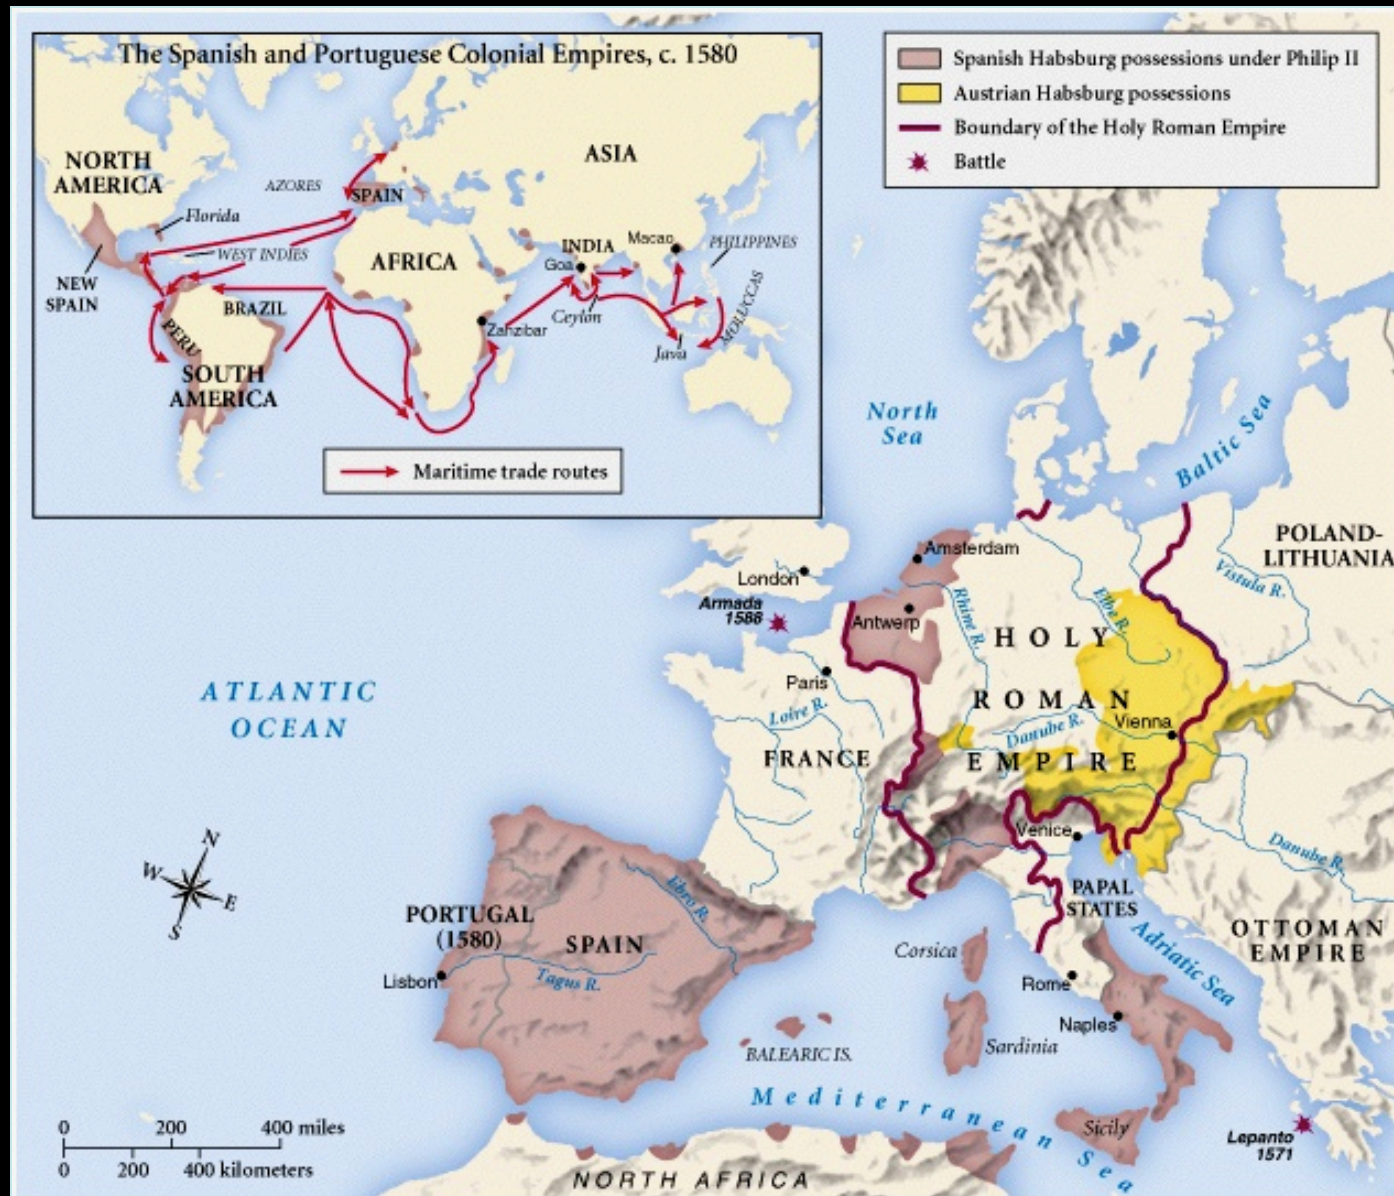 The Spanish and Portuguese Colonial Empires, c. 1580
NORTH
AMERICA
ASIA
AZORES
SPAIN
Florida
WEST INDIES
AFRICA
INDIA
Macao
PHILIPPINES
Goa
NEW
SPAIN
BRAZIL
Ceylon
MOLUCCAS
PERU
Zanzibar
Java
SOUTH
AMERICA
Maritime trade routes
Spanish Habsburg possessions under Philip II
Austrian Habsburg possessions
Boundary of the Holy Roman Empire
Battle
North
Sea
Baltic Sea
POLAND-
LITHUANIA
Amsterdam
London
Vistula R.
Armada
1588
Antwerp
Rhine R.
Elbe R.
HOLY
ROMAN
EMPIRE
Paris
Loire R.
Danube R.
Vienna
ATLANTIC
OCEAN
FRANCE
Venice
Danube R.
N
W
E
S
Ebro R.
PAPAL
STATES
PORTUGAL
(1580)
SPAIN
Adriatic Sea
OTTOMAN
EMPIRE
Corsica
Lisbon
Tagus R.
Rome
Naples
BALEARIC IS.
Sardinia
Mediterranean Sea
Sicily
Lepanto
1571
0 200 400 miles
0 200 400 kilometers
NORTH AFRICA